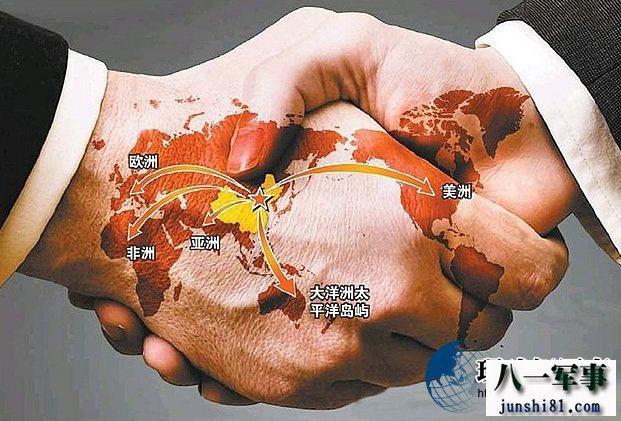 欧洲
美洲
非洲
亚洲
大洋洲太
平洋岛屿
八一军事
junshi81.com